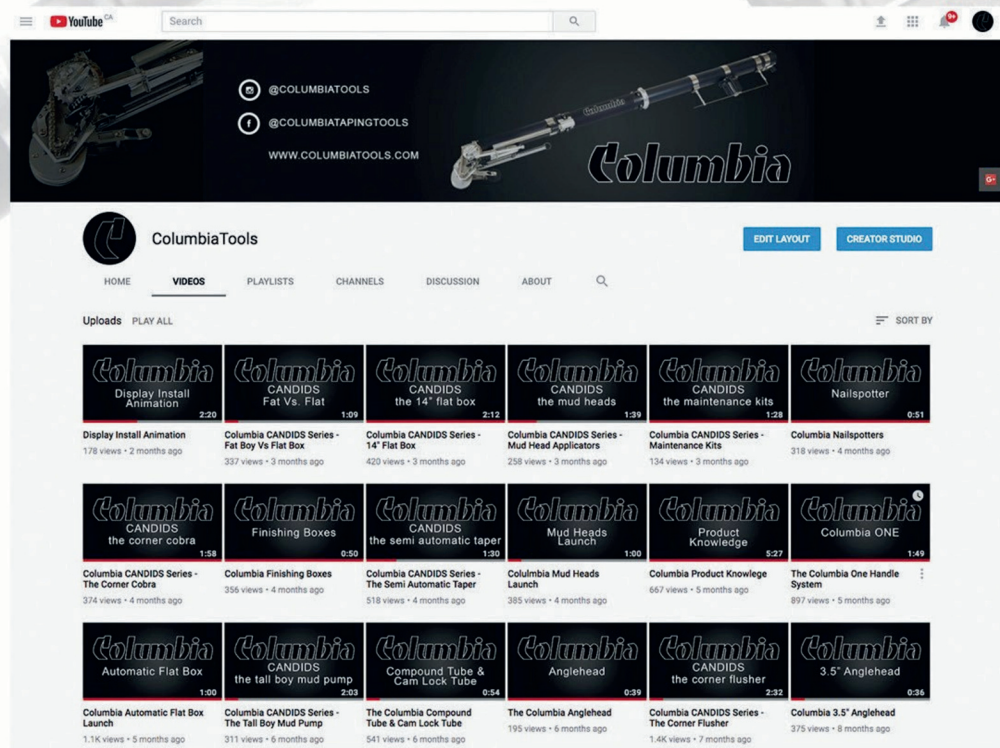 YouTube CA
Search
9+
@COLUMBIATOOLS
@COLUMBIATAPINGTOOLS
WWW.COLUMBIATOOLS.COM
Columbia
Columbia
G+
ColumbiaTools
EDIT LAYOUT
CREATOR STUDIO
HOME VIDEOS PLAYLISTS CHANNELS DISCUSSION ABOUT
Uploads PLAY ALL
SORT BY
Columbia
Display Install
Animation
2:20
Display Install Animation
178 views • 2 months ago
Columbia
CANDIDS
Fat Vs. Flat
1:09
Columbia CANDIDS Series -
Fat Boy Vs Flat Box
337 views • 3 months ago
Columbia
CANDIDS
the 14" flat box
2:12
Columbia CANDIDS Series -
14" Flat Box
420 views • 3 months ago
Columbia
CANDIDS
the mud heads
1:39
Columbia CANDIDS Series -
Mud Head Applicators
258 views • 3 months ago
Columbia
CANDIDS
the maintenance kits
1:28
Columbia CANDIDS Series -
Maintenance Kits
134 views • 3 months ago
Columbia
Nailspotter
0:51
Columbia Nailspotters
318 views • 4 months ago
Columbia
CANDIDS
the corner cobra
1:58
Columbia CANDIDS Series -
The Corner Cobra
374 views • 4 months ago
Columbia
Finishing Boxes
0:50
Columbia Finishing Boxes
356 views • 4 months ago
Columbia
CANDIDS
the semi automatic taper
1:30
Columbia CANDIDS Series -
The Semi Automatic Taper
518 views • 4 months ago
Columbia
Mud Heads
Launch
1:00
Colulmbia Mud Heads
Launch
385 views • 4 months ago
Columbia
Product
Knowledge
5:27
Columbia Product Knowlege
667 views • 5 months ago
Columbia
Columbia ONE
1:49
The Columbia One Handle
System
897 views • 5 months ago
Columbia
Automatic Flat Box
1:00
Columbia Automatic Flat Box
Launch
1.1K views • 5 months ago
Columbia
CANDIDS
the tall boy mud pump
2:03
Columbia CANDIDS Series -
The Tall Boy Mud Pump
311 views • 6 months ago
Columbia
Compound Tube &
Cam Lock Tube
0:54
The Columbia Compound
Tube & Cam Lock Tube
541 views • 6 months ago
Columbia
Anglehead
0:39
The Columbia Anglehead
195 views • 6 months ago
Columbia
CANDIDS
the corner flusher
2:32
Columbia CANDIDS Series -
The Corner Flusher
1.4K views • 7 months ago
Columbia
3.5" Anglehead
0:36
Columbia 3.5" Anglehead
375 views • 8 months ago